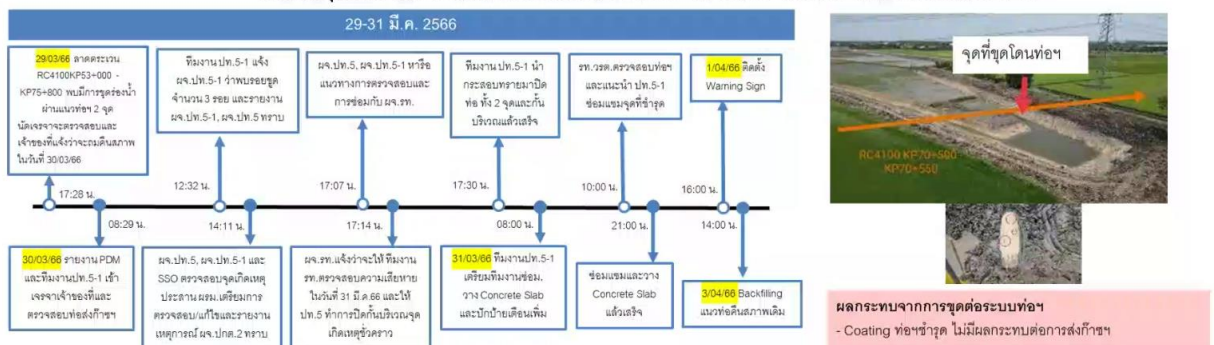 29-31 มี.ค. 2566
29/03/66 ลาดตระเวน
RC4100KP53+000 -
KP75+800 พบมีการขุดร่องน้ำ
ผ่านแนวท่อฯ 2 จุด
นัดเจรจาจะตรวจสอบและ
เจ้าของที่แจ้งว่าจะถมคืนสภาพ
ในวันที่ 30/03/66
ทีมงาน ปท.5-1 แจ้ง
ผจ.ปท.5-1 ว่าพบรอยขูด
จำนวน 3 รอย และรายงาน
ผจ.ปท.5-1, ผจ.ปท.5 ทราบ
ผจ.ปท.5, ผจ.ปท.5-1 หารือ
แนวทางการตรวจสอบและ
การซ่อมกับ ผจ.รท.
ทีมงาน ปท.5-1 นำ
กระสอบทรายมาปิด
ท่อ ทั้ง 2 จุดและกั้น
บริเวณแล้วเสร็จ
รท.วรต.ตรวจสอบท่อฯ
และแนะนำ ปท.5-1
ซ่อมแซมจุดที่ชำรุด
1/04/66 ติดตั้ง
Warning Sign
17:28 น.
12:32 น.
17:07 น.
17:30 น.
10:00 น.
16:00 น.
08:29 น.
14:11 น.
17:14 น.
08:00 น.
21:00 น.
14:00 น.
30/03/66 รายงาน PDM
และทีมงานปท.5-1 เข้า
เจรจาเจ้าของที่และ
ตรวจสอบท่อส่งก๊าซฯ
ผจ.ปท.5, ผจ.ปท.5-1 และ
SSO ตรวจสอบจุดเกิดเหตุ
ประสาน ผรม.เตรียมการ
ตรวจสอบ/แก้ไขและรายงาน
เหตุการณ์ ผจ.ปกต.2 ทราบ
ผจ.รท.แจ้งว่าจะให้ ทีมงาน
รท.ตรวจสอบความเสียหาย
ในวันที่ 31 มี.ค.66 และให้
ปท.5 ทำการปิดกั้นบริเวณจุด
เกิดเหตุชั่วคราว
31/03/66 ทีมงานปท.5-1
เตรียมทีมงานซ่อม.
วาง Concrete Slab
และปักป้ายเตือนเพิ่ม
ซ่อมแซมและวาง
Concrete Slab
แล้วเสร็จ
3/04/66 Backfilling
แนวท่อคืนสภาพเดิม
จุดที่ขุดโดนท่อฯ
RC4100 KP70+500
KP70+550
ผลกระทบจากการขุดต่อระบบท่อฯ
- Coating ท่อฯชำรุด ไม่มีผลกระทบต่อการส่งก๊าซฯ